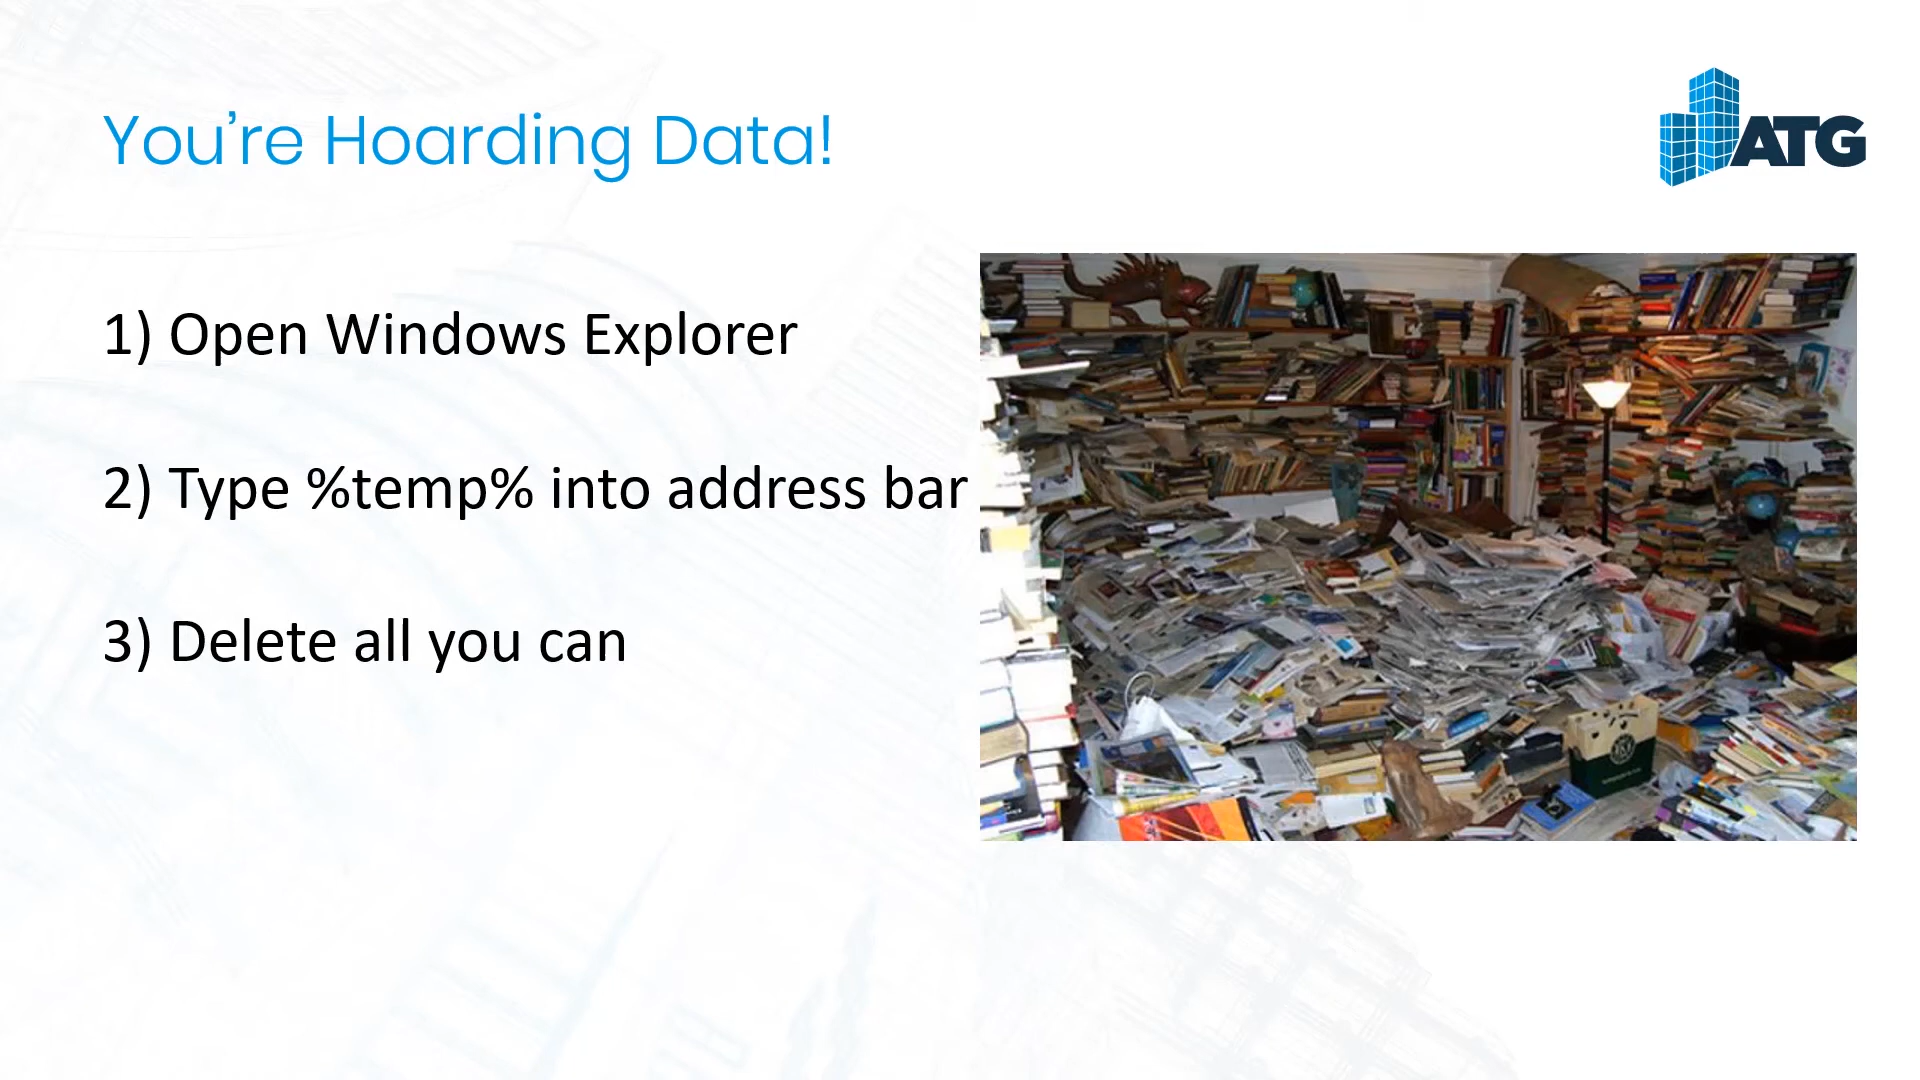 You’re Hoarding Data!
ATG
1) Open Windows Explorer
2) Type %temp% into address bar
3) Delete all you can